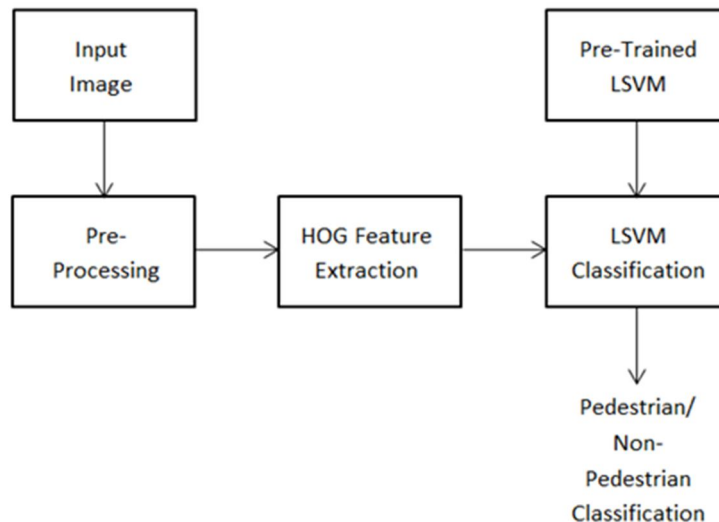 Input
Image
Pre-Trained
LSVM
Pre-
Processing
HOG Feature
Extraction
LSVM
Classification
Pedestrian/
Non-
Pedestrian
Classification